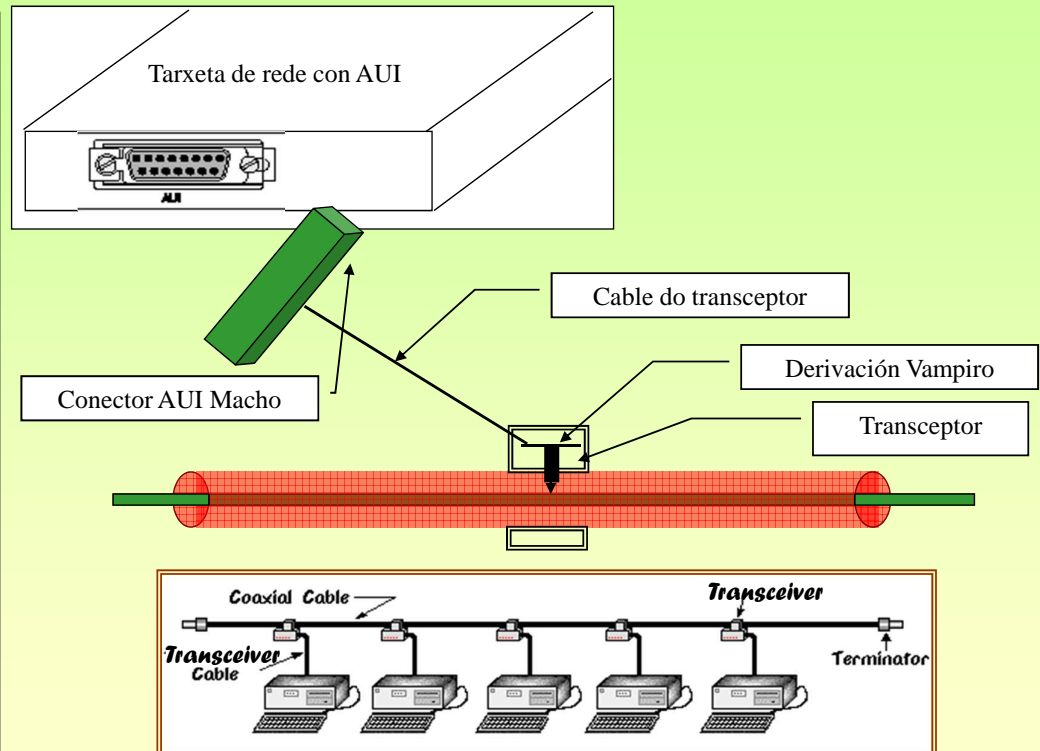 Tarxeta de rede con AUI
AUI
Cable do transceptor
Derivación Vampiro
Conector AUI Macho
Transceptor
Coaxial Cable
Transceiver
Transceiver
Cable
Terminator